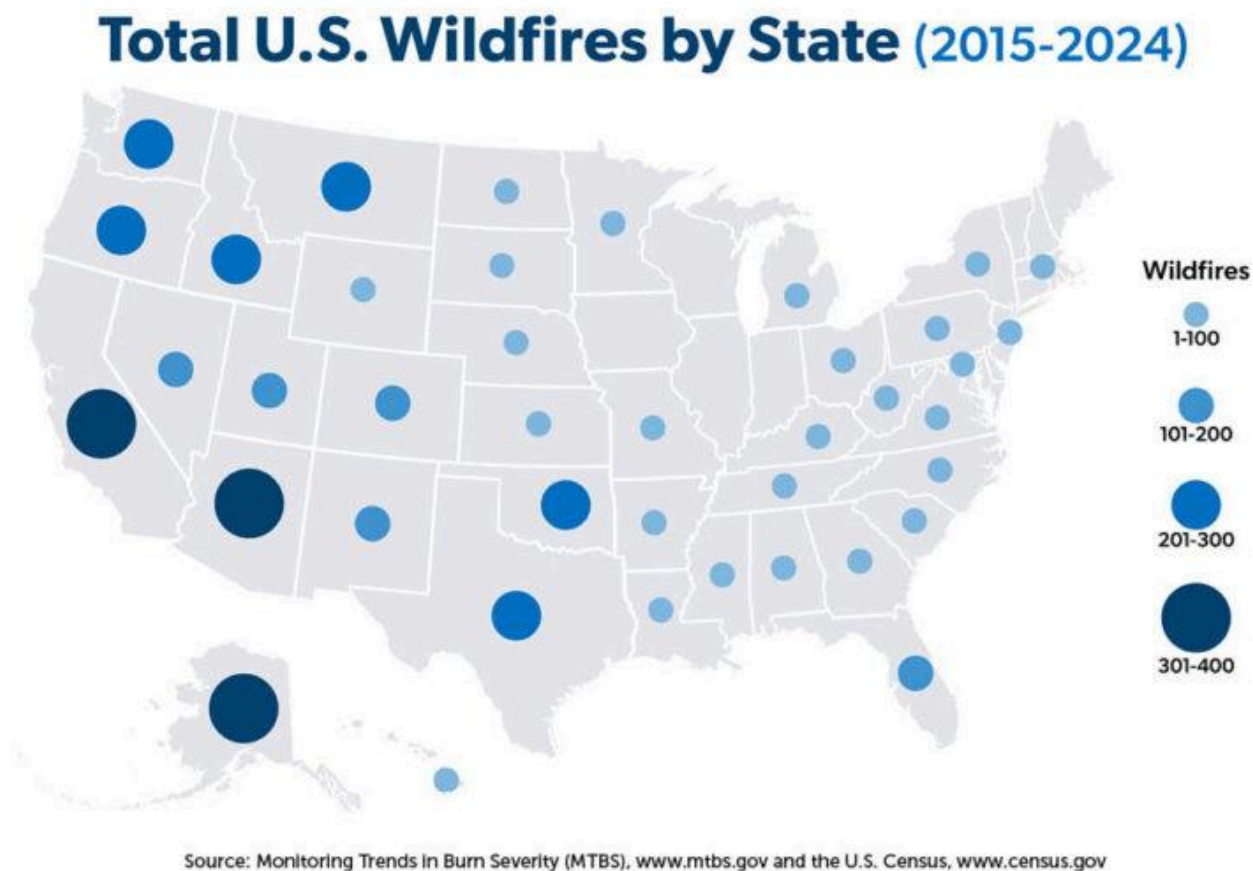 Total U.S. Wildfires by State (2015-2024)
Wildfires
1-100
101-200
201-300
301-400
Source: Monitoring Trends in Burn Severity (MTBS), www.mtbs.gov and the U.S. Census, www.census.gov